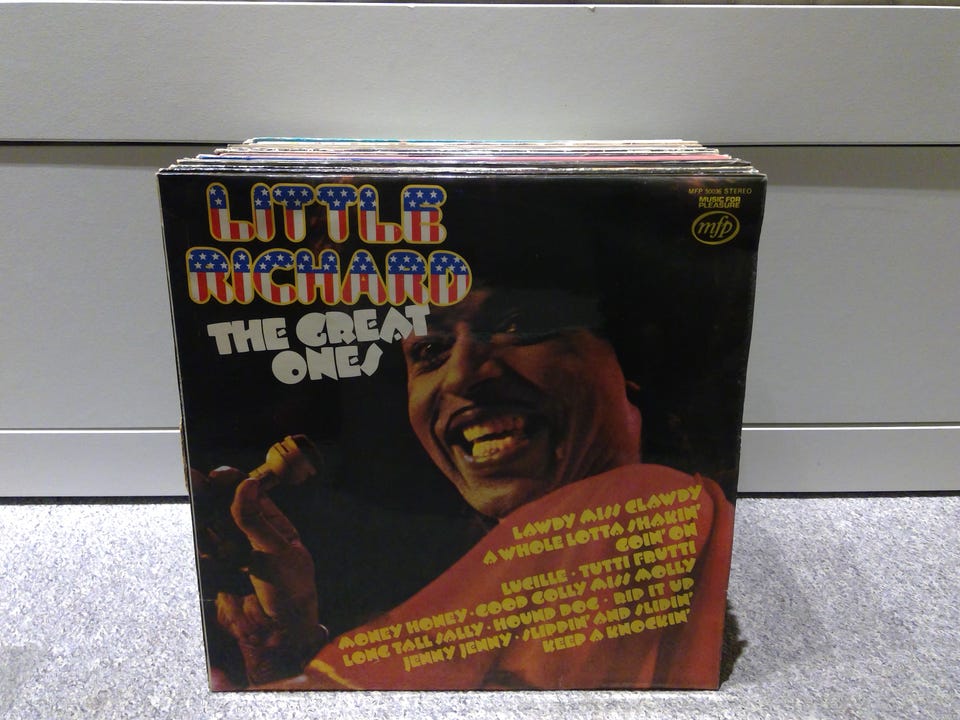 LITTLE
RICHARD
THE GREAT
ONES
MFP 50036 STEREO
MUSIC FOR
PLEASURE
mfp
LAWDY MISS CLAWDY
A WHOLE LOTTA SHAKIN'
GOIN' ON
LUCILLE · TUTTI FRUTTI
MONEY HONEY · GOOD GOLLY MISS MOLLY
LONG TALL SALLY · HOUND DOG · RIP IT UP
JENNY JENNY · SLIPPIN' AND SLIDIN'
KEEP A KNOCKIN'